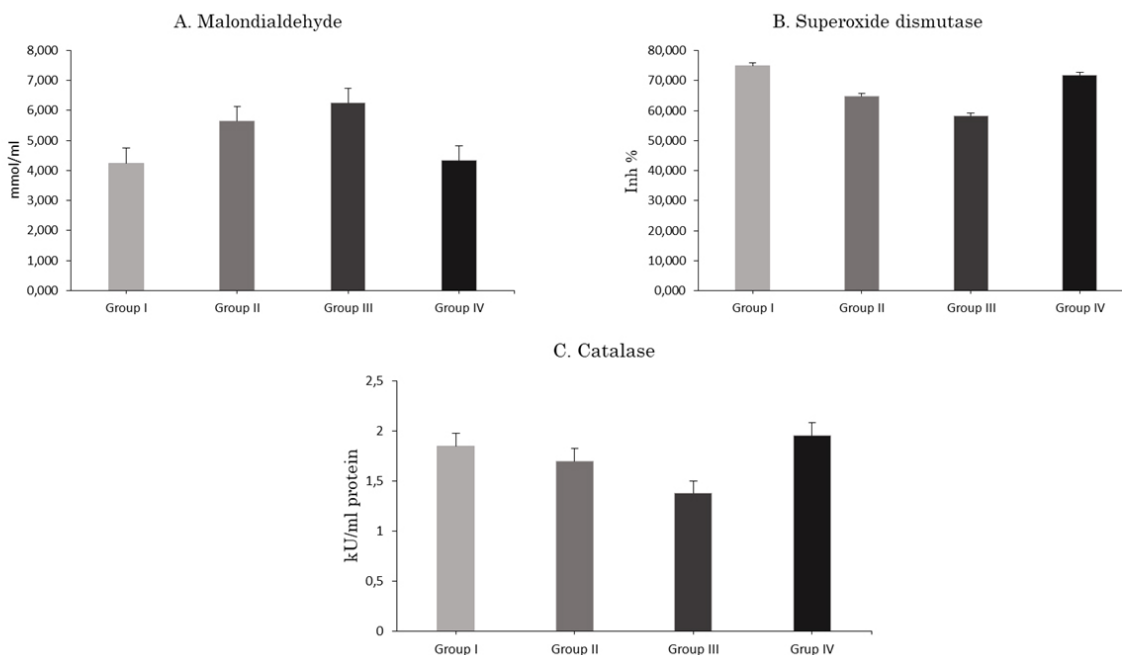 A. Malondialdehyde
8,000
7,000
6,000
5,000
4,000
3,000
2,000
1,000
0,000
mmol/ml
Group I Group II Group III Group IV
B. Superoxide dismutase
80,000
70,000
60,000
50,000
40,000
30,000
20,000
10,000
0,000
Inh %
Group I Group II Group III Group IV
C. Catalase
2,5
2
1,5
1
0,5
0
kU/ml protein
Group I Group II Group III Grup IV